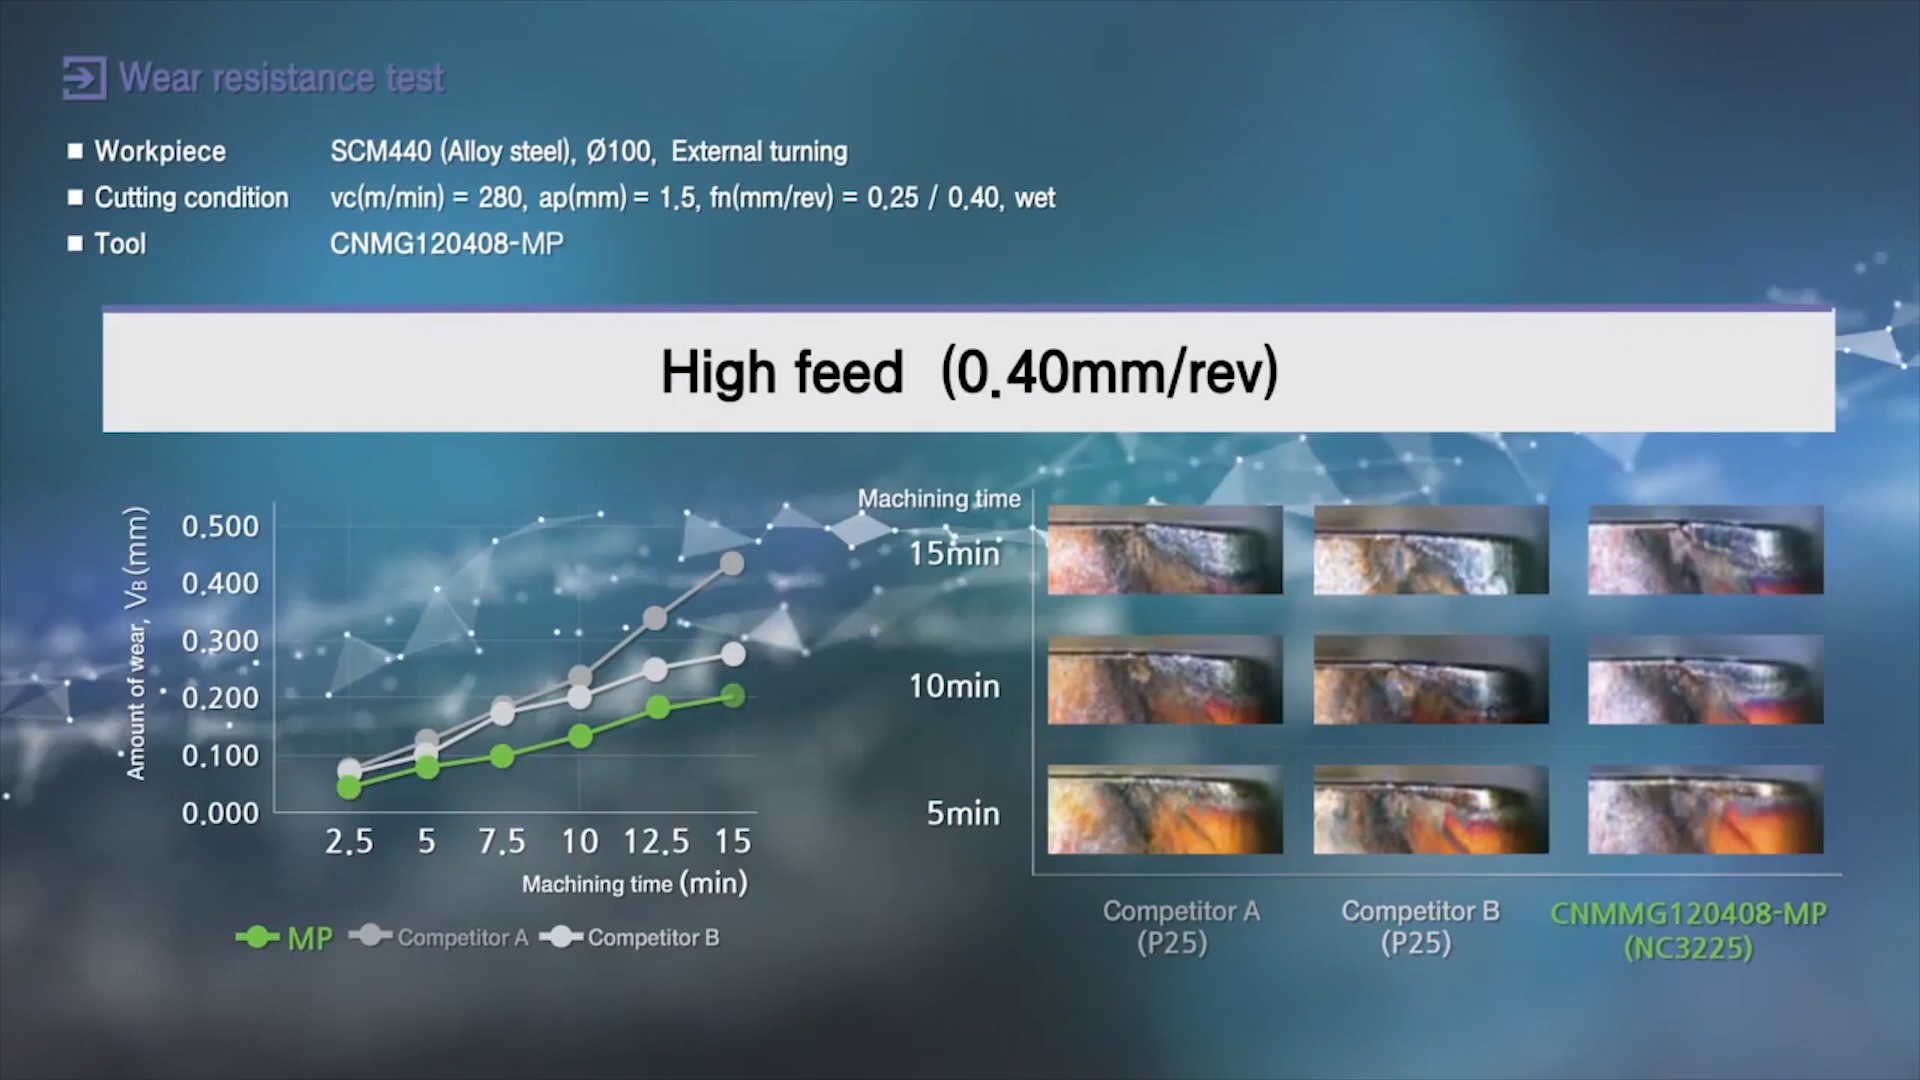 Wear resistance test
■ Workpiece SCM440 (Alloy steel), Ø100, External turning
■ Cutting condition vc(m/min) = 280, ap(mm) = 1.5, fn(mm/rev) = 0.25 / 0.40, wet
■ Tool CNMG120408-MP
High feed (0.40mm/rev)
Amount of wear, VB (mm)
0.500
0.400
0.300
0.200
0.100
0.000
2.5 5 7.5 10 12.5 15
Machining time (min)
MP Competitor A Competitor B
Machining time
15min
10min
5min
Competitor A
(P25)
Competitor B
(P25)
CNMMG120408-MP
(NC3225)